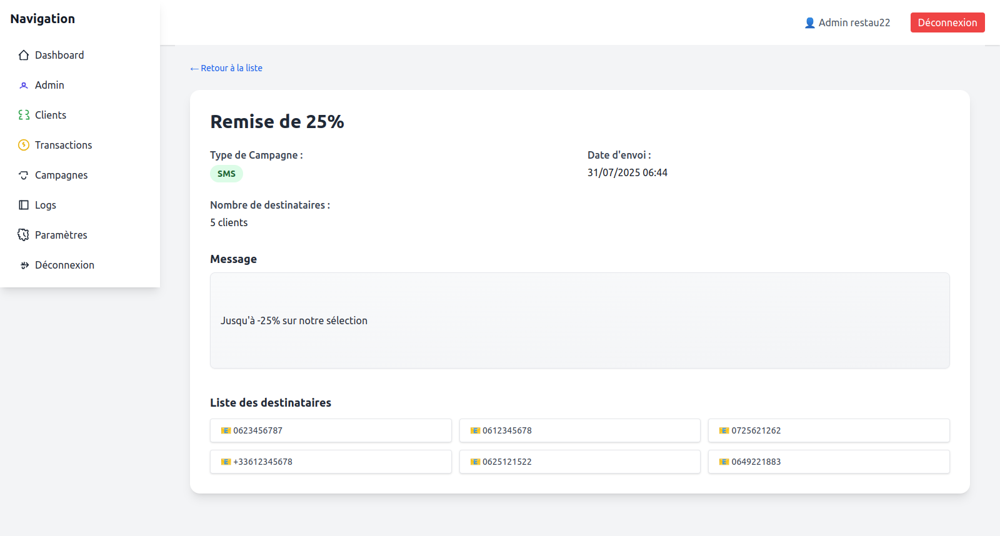 Navigation
👤 Admin restau22
Déconnexion
Dashboard
Admin
Clients
Transactions
Campagnes
Logs
Paramètres
Déconnexion
← Retour à la liste
Remise de 25%
Type de Campagne :
SMS
Date d'envoi :
31/07/2025 06:44
Nombre de destinataires :
5 clients
Message
Jusqu'à -25% sur notre sélection
Liste des destinataires
📧 0623456787
📧 0612345678
📧 0725621262
📧 +33612345678
📧 0625121522
📧 0649221883